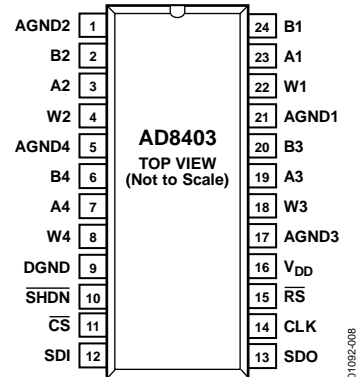 AGND2 1 24 B1
B2 2 23 A1
A2 3 22 W1
W2 4 21 AGND1
AGND4 5 20 B3
B4 6 19 A3
A4 7 18 W3
W4 8 17 AGND3
DGND 9 16 VDD
SHDN 10 15 RS
CS 11 14 CLK
SDI 12 13 SDO
AD8403
TOP VIEW
(Not to Scale)
01092-008